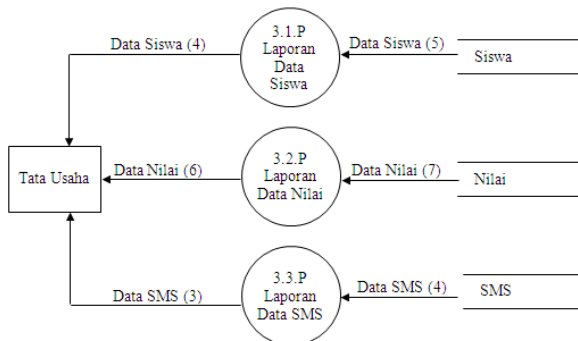 3.1.P
Laporan
Data
Siswa
Data Siswa (4)
Data Siswa (5)
Siswa
Tata Usaha
Data Nilai (6)
3.2.P
Laporan
Data Nilai
Data Nilai (7)
Nilai
Data SMS (3)
3.3.P
Laporan
Data SMS
Data SMS (4)
SMS